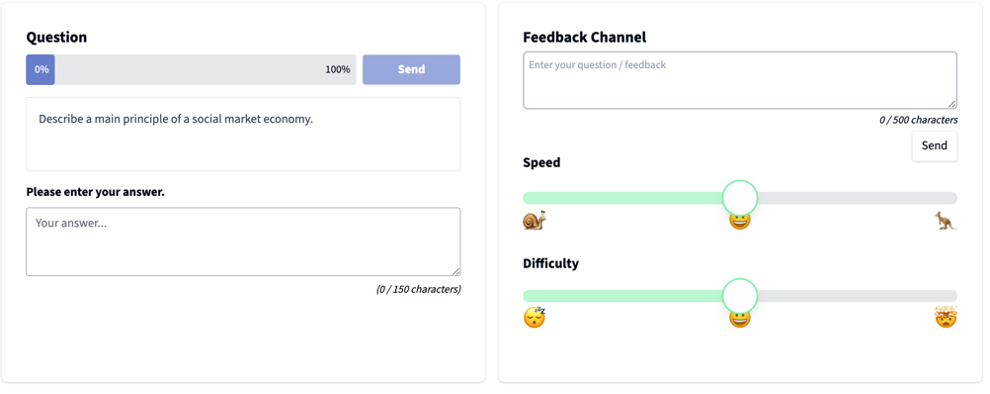 Question
0% 100% Send
Describe a main principle of a social market economy.
Please enter your answer.
Your answer...
(0 / 150 characters)
Feedback Channel
Enter your question / feedback
0 / 500 characters
Send
Speed
Difficulty